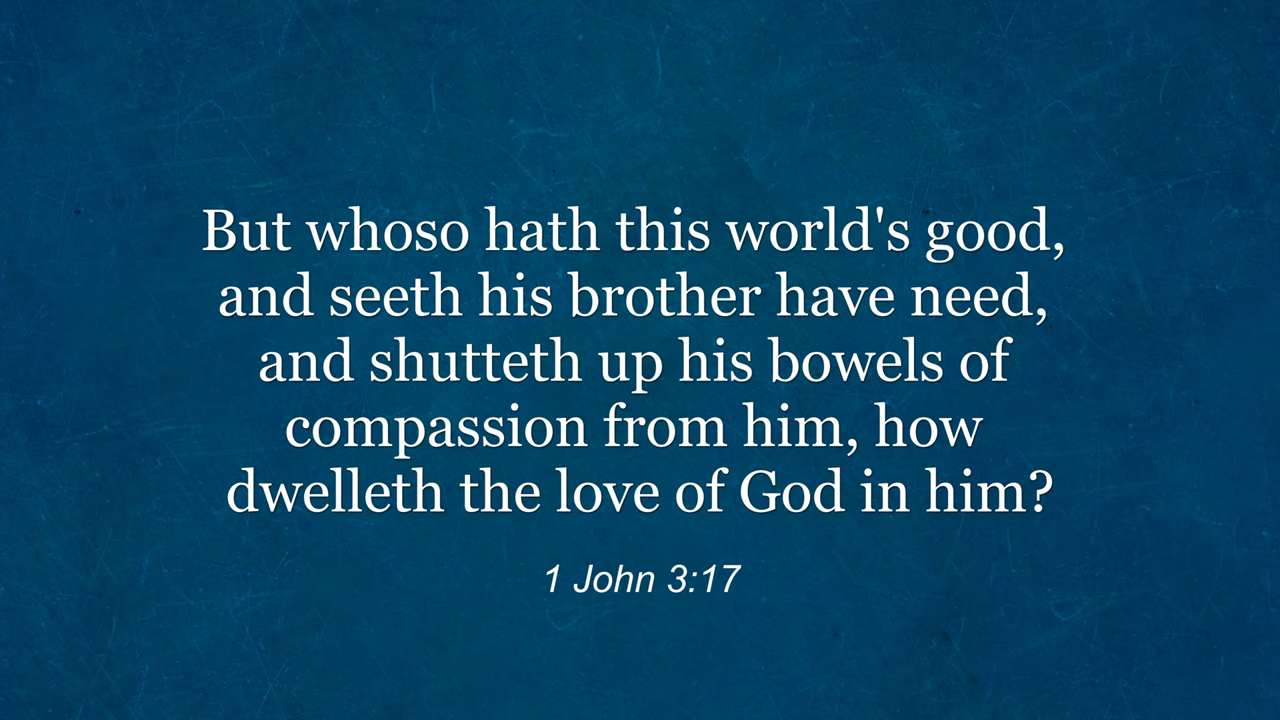 But whoso hath this world's good,
and seeth his brother have need,
and shutteth up his bowels of
compassion from him, how
dwelleth the love of God in him?
1 John 3:17